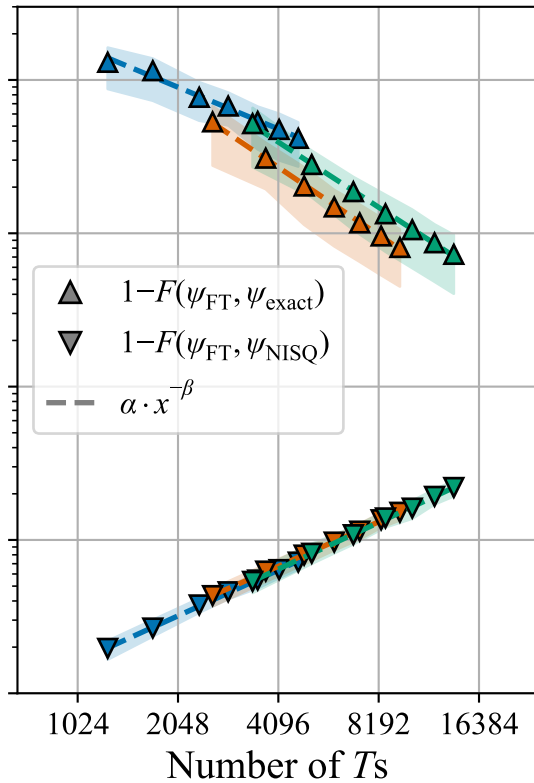 1−F(ψ_FT, ψ_exact)
1−F(ψ_FT, ψ_NISQ)
α · x^−β
1024 2048 4096 8192 16384
Number of Ts